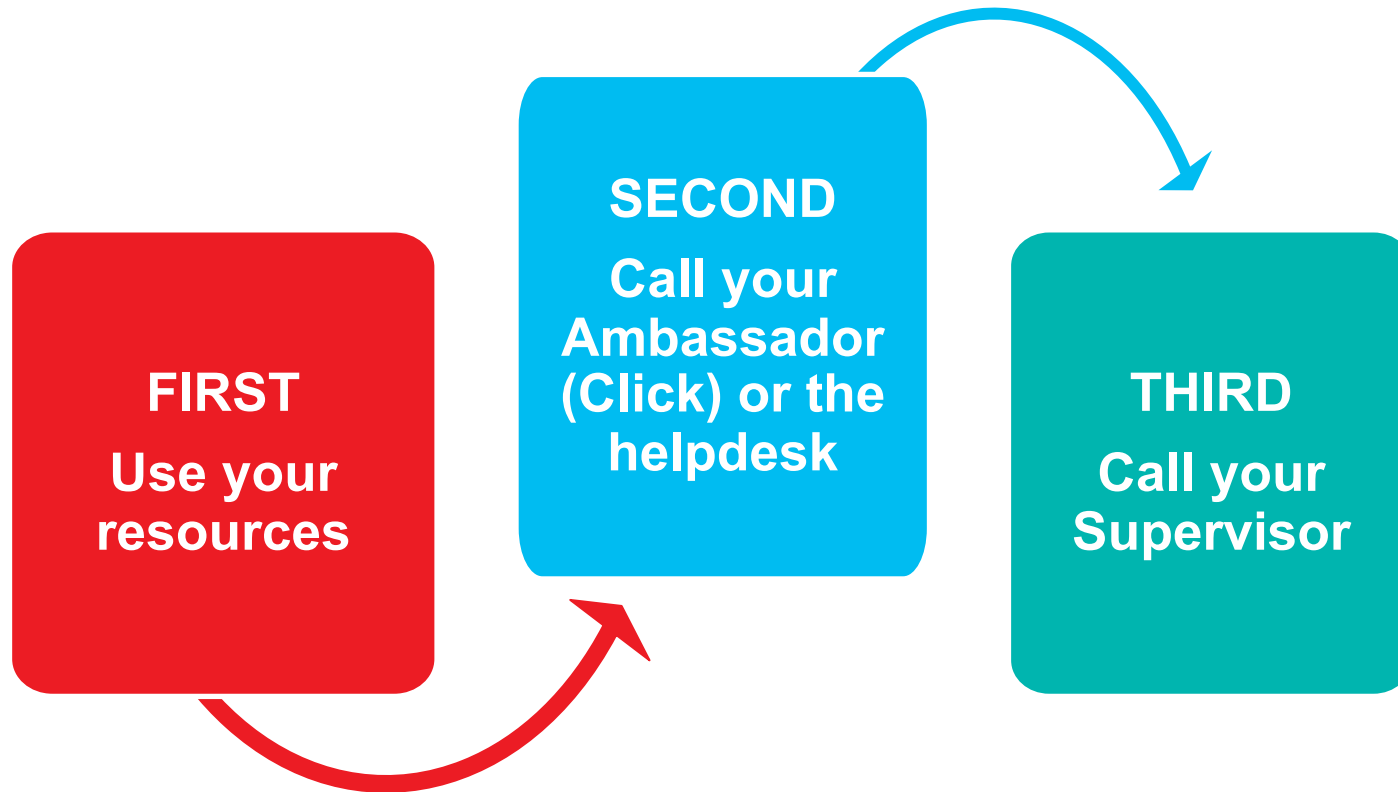 FIRST
Use your
resources
SECOND
Call your
Ambassador
(Click) or the
helpdesk
THIRD
Call your
Supervisor